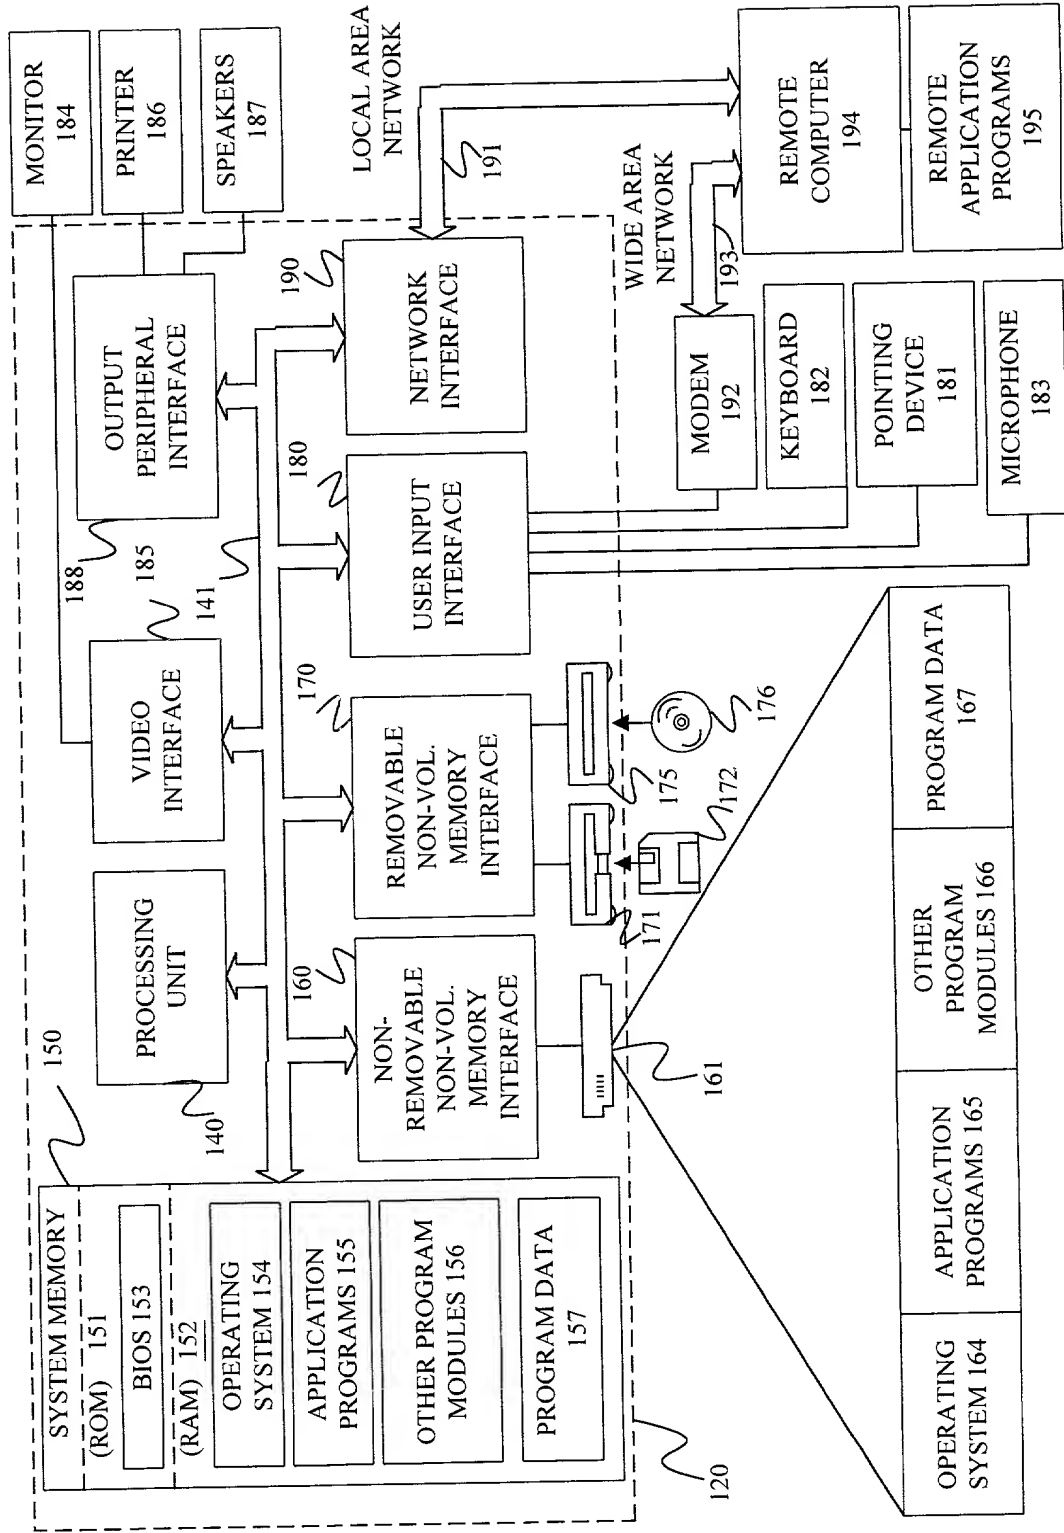 SYSTEM MEMORY
(ROM) 151
BIOS 153
(RAM) 152
OPERATING
SYSTEM 154
APPLICATION
PROGRAMS 155
OTHER PROGRAM
MODULES 156
PROGRAM DATA
157
120
150
140
PROCESSING
UNIT
VIDEO
INTERFACE
185
188
141
OUTPUT
PERIPHERAL
INTERFACE
MONITOR
184
PRINTER
186
SPEAKERS
187
160
NON-
REMOVABLE
NON-VOL.
MEMORY
INTERFACE
170
REMOVABLE
NON-VOL.
MEMORY
INTERFACE
180
USER INPUT
INTERFACE
190
NETWORK
INTERFACE
LOCAL AREA
NETWORK
191
161
171
172
175
176
WIDE AREA
NETWORK
193
MODEM
192
KEYBOARD
182
POINTING
DEVICE
181
MICROPHONE
183
REMOTE
COMPUTER
194
REMOTE
APPLICATION
PROGRAMS
195
OPERATING
SYSTEM 164
APPLICATION
PROGRAMS 165
OTHER
PROGRAM
MODULES 166
PROGRAM DATA
167